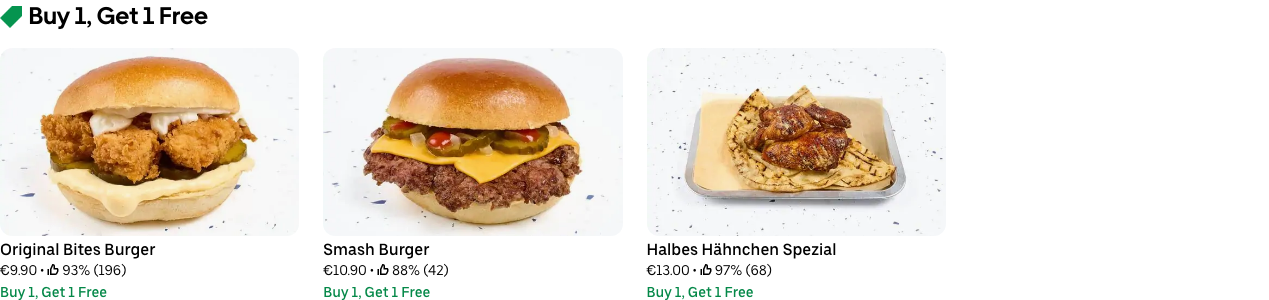 Buy 1, Get 1 Free
Original Bites Burger
€9.90 • 93% (196)
Buy 1, Get 1 Free
Smash Burger
€10.90 • 88% (42)
Buy 1, Get 1 Free
Halbes Hähnchen Spezial
€13.00 • 97% (68)
Buy 1, Get 1 Free